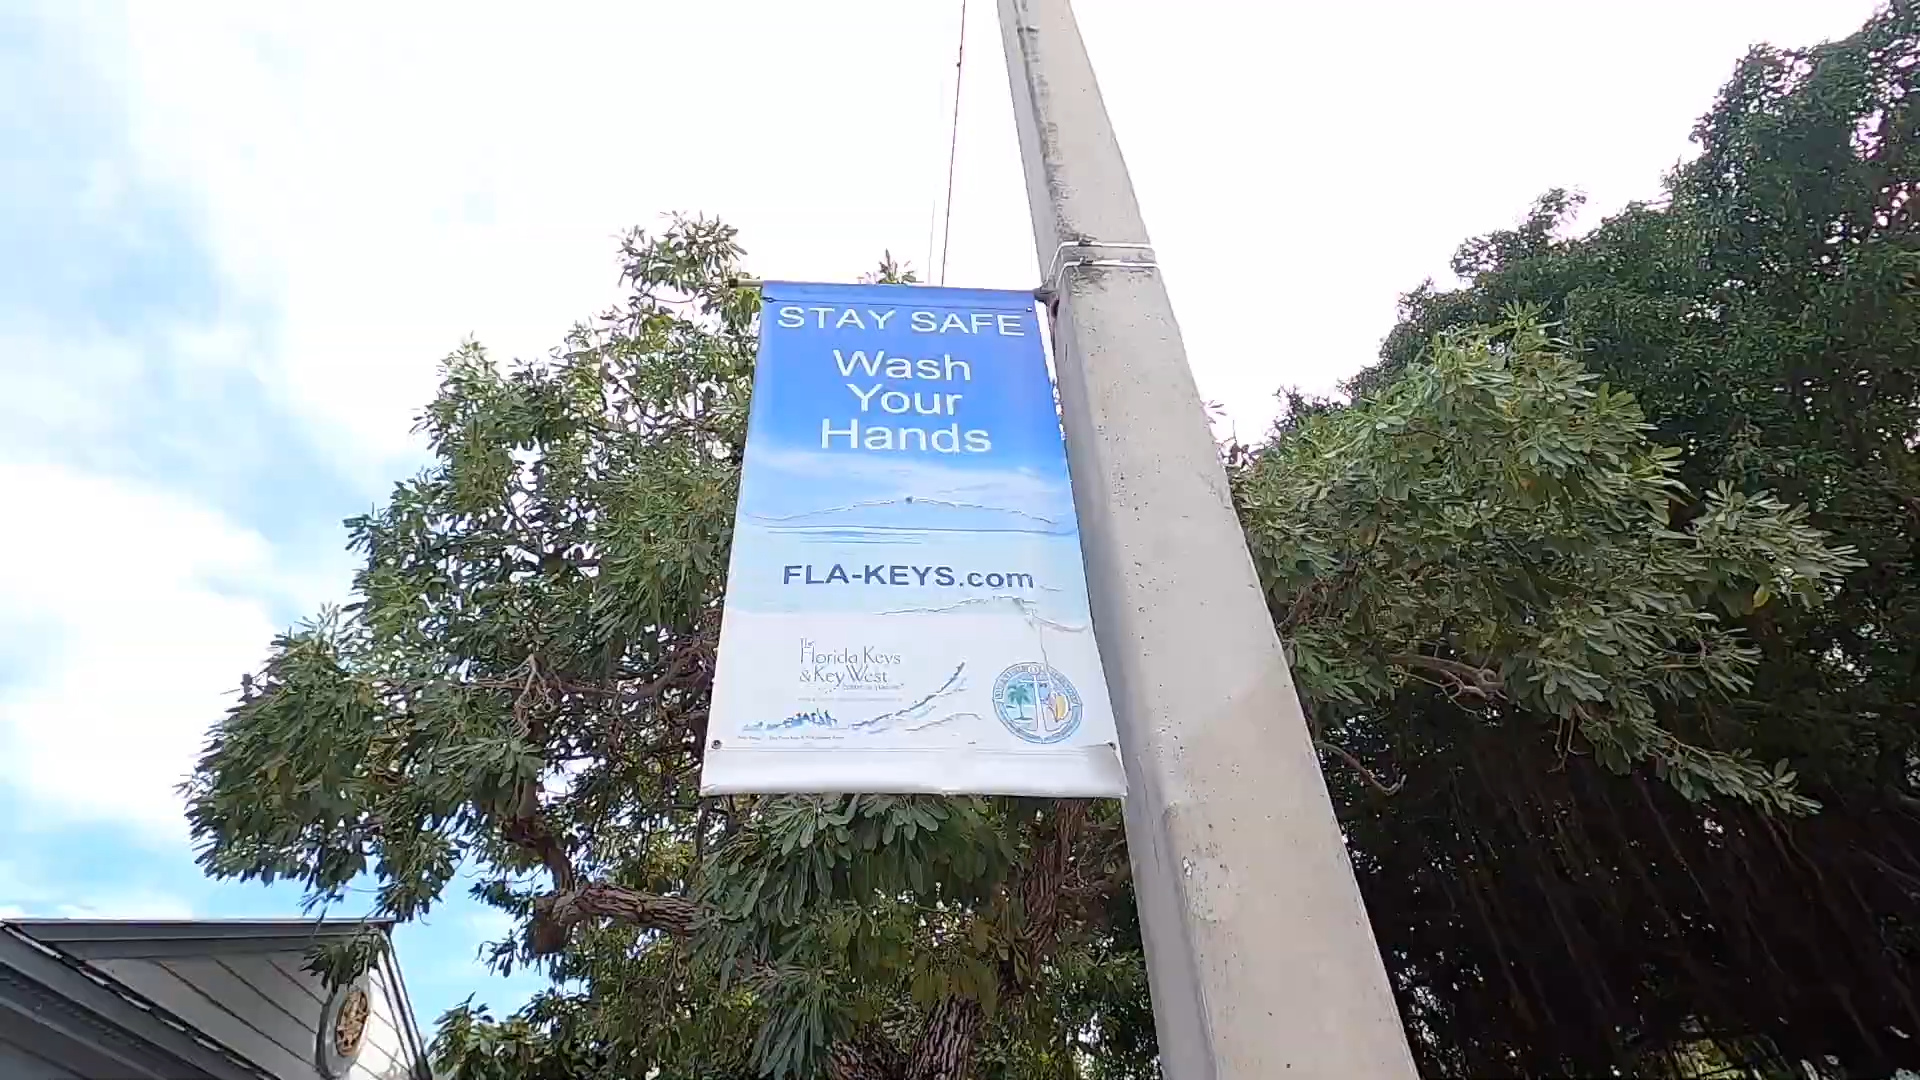 STAY SAFE
Wash
Your
Hands
FLA-KEYS.com
The
Florida Keys
& Key West